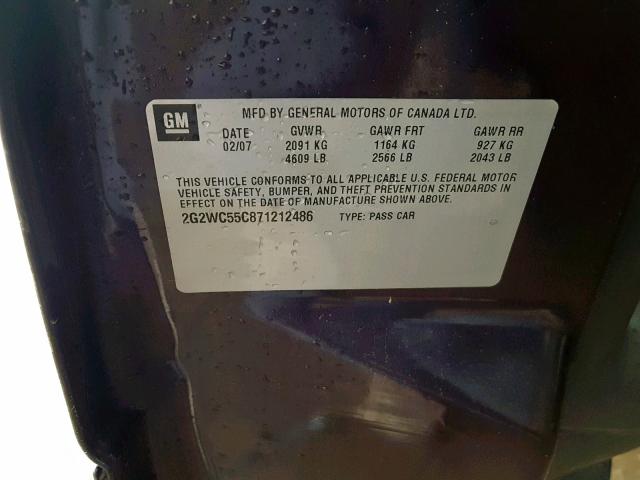 GM MFD BY GENERAL MOTORS OF CANADA LTD.
DATE GVWR GAWR FRT GAWR RR
02/07 2091 KG 1164 KG 927 KG
4609 LB 2566 LB 2043 LB
THIS VEHICLE CONFORMS TO ALL APPLICABLE U.S. FEDERAL MOTOR
VEHICLE SAFETY, BUMPER, AND THEFT PREVENTION STANDARDS IN
EFFECT ON THE DATE OF MANUFACTURE SHOWN ABOVE.
2G2WC55C871212486 TYPE: PASS CAR